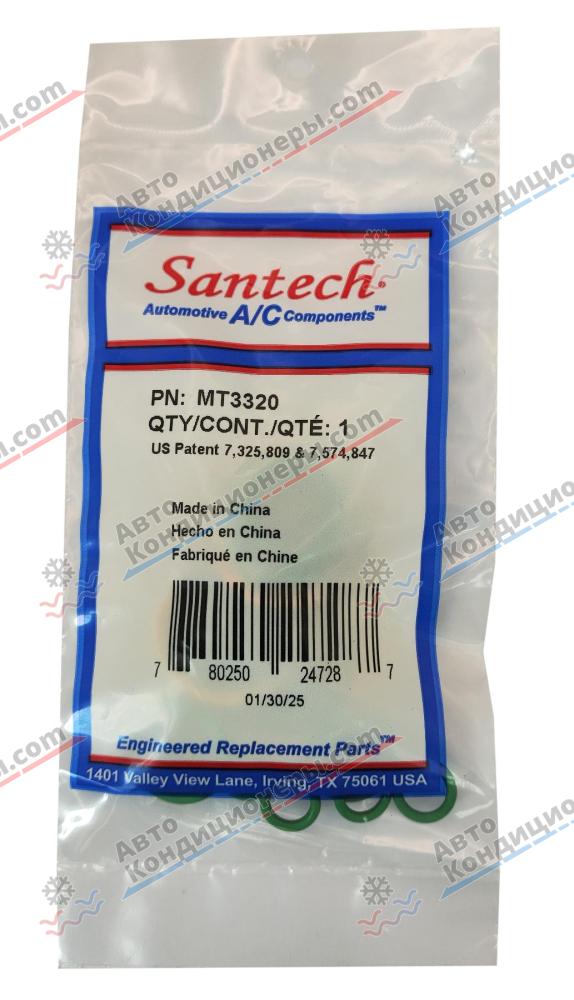 Santech®
Automotive A/C Components™
PN: MT3320
QTY/CONT./QTÉ: 1
US Patent 7,325,809 & 7,574,847
Made in China
Hecho en China
Fabriqué en Chine
7 80250 24728 7
01/30/25
Engineered Replacement Parts™
1401 Valley View Lane, Irving, TX 75061 USA
Авто
Кондиционеры.com